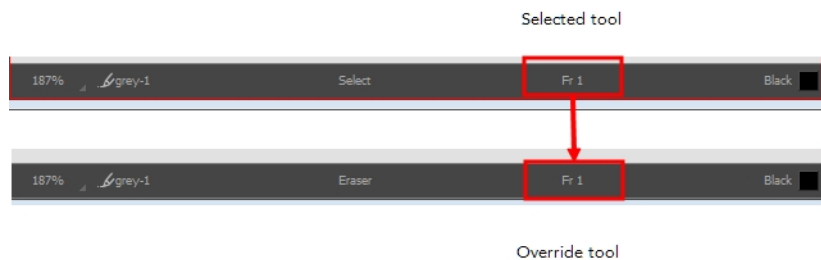 Selected tool
187% grey-1 Select Fr 1 Black
187% grey-1 Eraser Fr 1 Black
Override tool